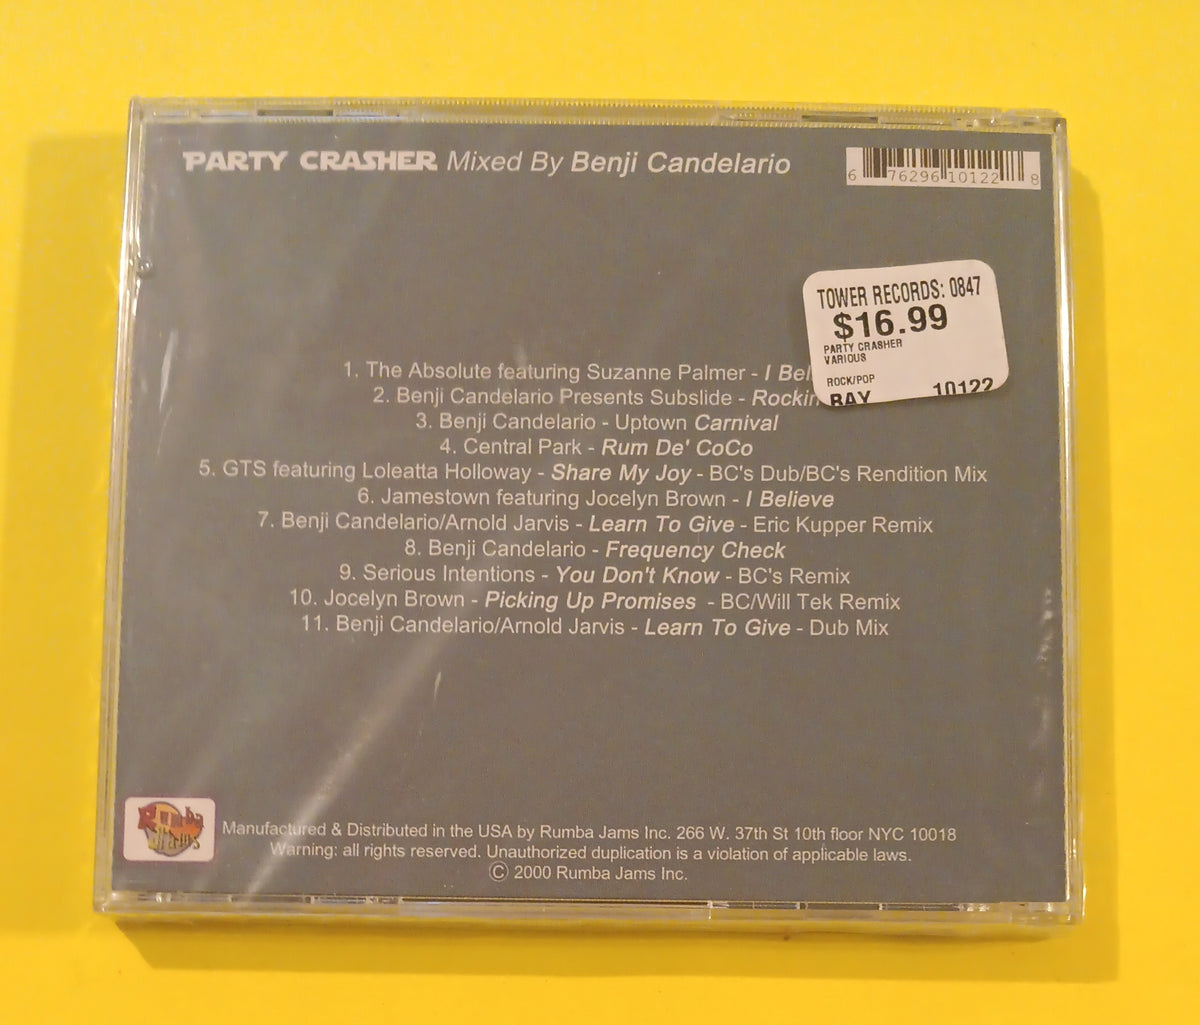 PARTY CRASHER Mixed By Benji Candelario
6 76296 10122 8
TOWER RECORDS: 0847
$16.99
PARTY CRASHER
VARIOUS
ROCK/POP
BAY 10122
1. The Absolute featuring Suzanne Palmer - I
2. Benji Candelario Presents Subslide -
3. Benji Candelario - Uptown Carnival
4. Central Park - Rum De' CoCo
5. GTS featuring Loleatta Holloway - Share My Joy - BC's Dub/BC's Rendition Mix
6. Jamestown featuring Jocelyn Brown - I Believe
7. Benji Candelario/Arnold Jarvis - Learn To Give - Eric Kupper Remix
8. Benji Candelario - Frequency Check
9. Serious Intentions - You Don't Know - BC's Remix
10. Jocelyn Brown - Picking Up Promises - BC/Will Tek Remix
11. Benji Candelario/Arnold Jarvis - Learn To Give - Dub Mix
Rumba Jams
Manufactured & Distributed in the USA by Rumba Jams Inc. 266 W. 37th St 10th floor NYC 10018
Warning: all rights reserved. Unauthorized duplication is a violation of applicable laws.
© 2000 Rumba Jams Inc.